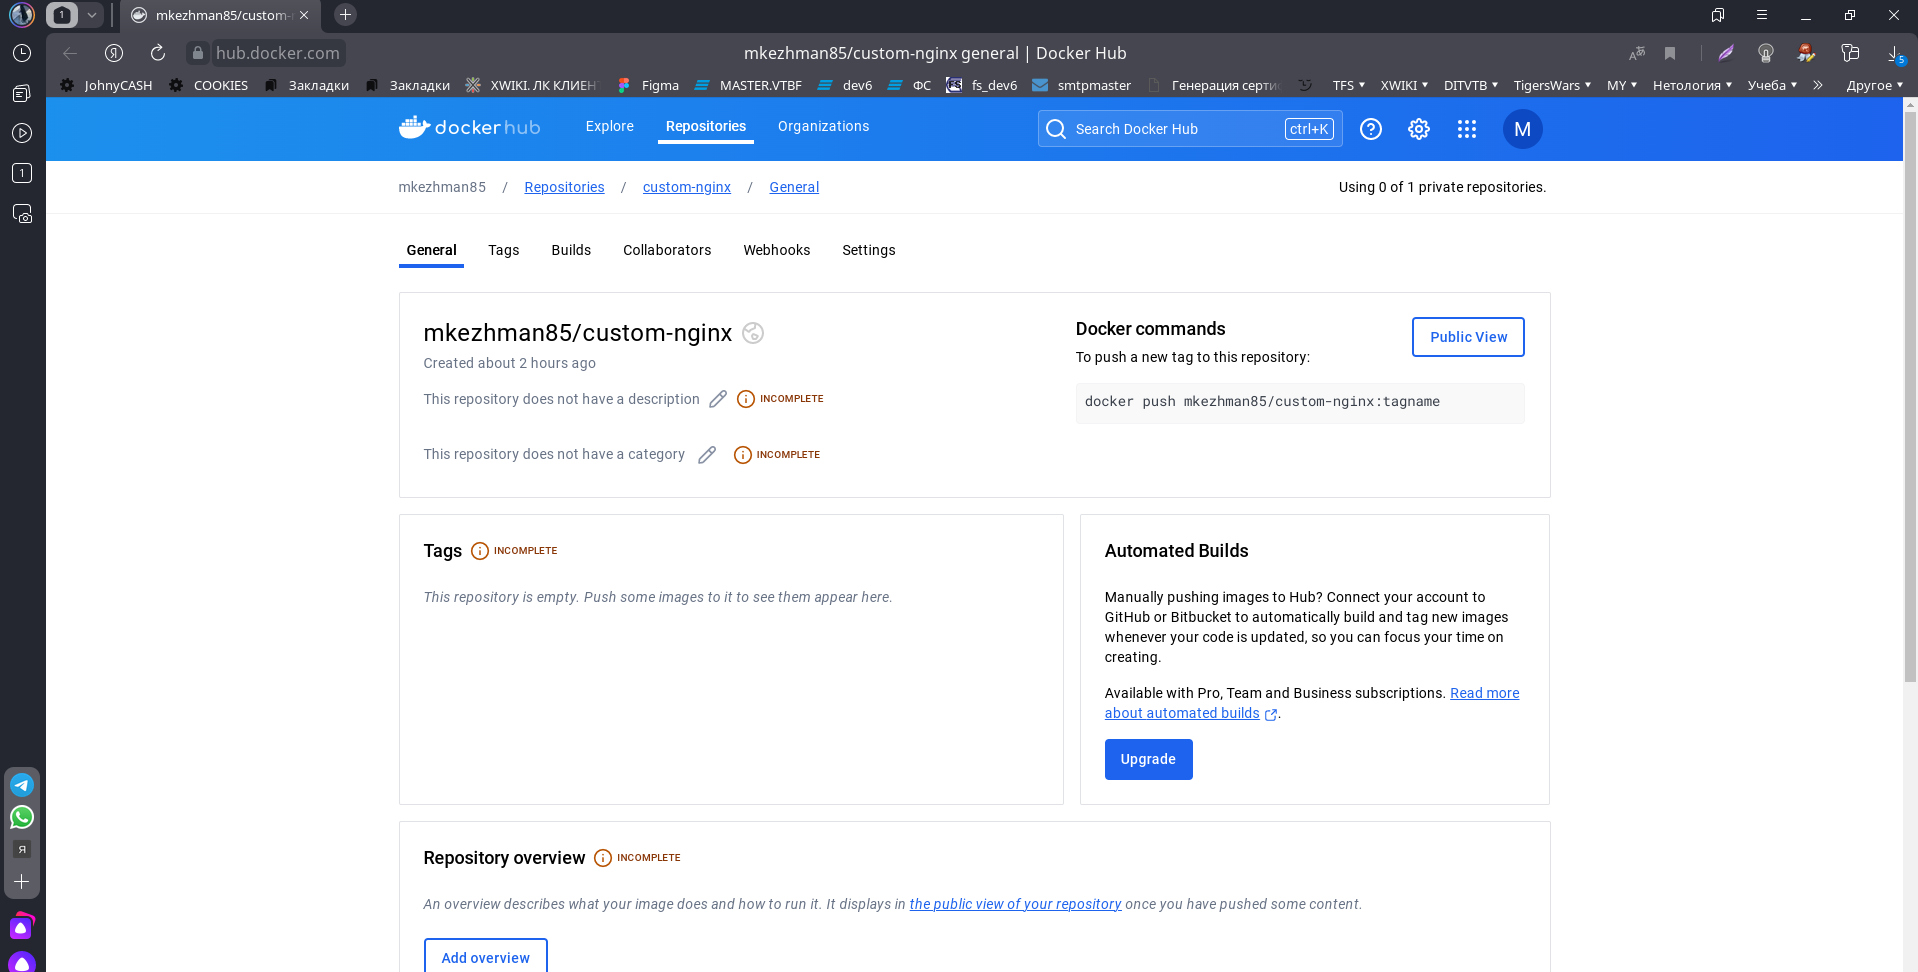 1 mkezhman85/custom-
hub.docker.com mkezhman85/custom-nginx general | Docker Hub 5
JohnyCASH COOKIES Закладки Закладки XWIKI. ЛК КЛИЕН Figma MASTER.VTBF dev6 ФС fs_dev6 smtpmaster Генерация серти TFS XWIKI DITVTB TigersWars MY Нетология Учеба » Другое
docker hub Explore Repositories Organizations Search Docker Hub ctrl+K M
1
mkezhman85 / Repositories / custom-nginx / General Using 0 of 1 private repositories.
General Tags Builds Collaborators Webhooks Settings
mkezhman85/custom-nginx
Created about 2 hours ago
This repository does not have a description INCOMPLETE
This repository does not have a category INCOMPLETE
Docker commands Public View
To push a new tag to this repository:
docker push mkezhman85/custom-nginx:tagname
Tags INCOMPLETE
This repository is empty. Push some images to it to see them appear here.
Automated Builds
Manually pushing images to Hub? Connect your account to
GitHub or Bitbucket to automatically build and tag new images
whenever your code is updated, so you can focus your time on
creating.
Available with Pro, Team and Business subscriptions. Read more
about automated builds .
Upgrade
Я
Repository overview INCOMPLETE
An overview describes what your image does and how to run it. It displays in the public view of your repository once you have pushed some content.
Add overview